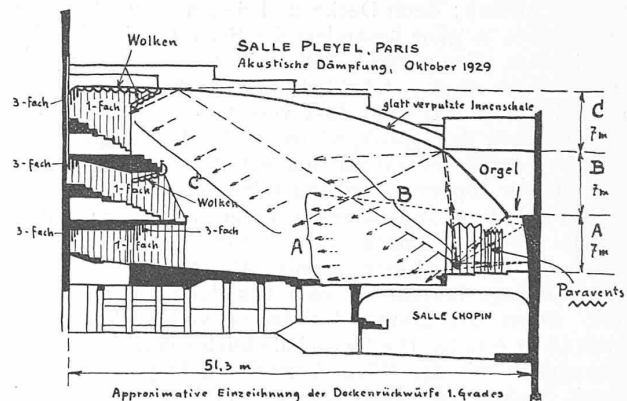 SALLE PLEYEL, PARIS
Akustische Dämpfung, Oktober 1929
Wolken
3-fach
1-fach
glatt verputzte Innenschale
C
7m
Orgel
B
7m
A
7m
C
B
A
3-fach
1-fach
Wolken
3-fach
1-fach
3-fach
Paravents
SALLE CHOPIN
51,3 m
Approximative Einzeichnung der Deckenrückwürfe 1.Grades